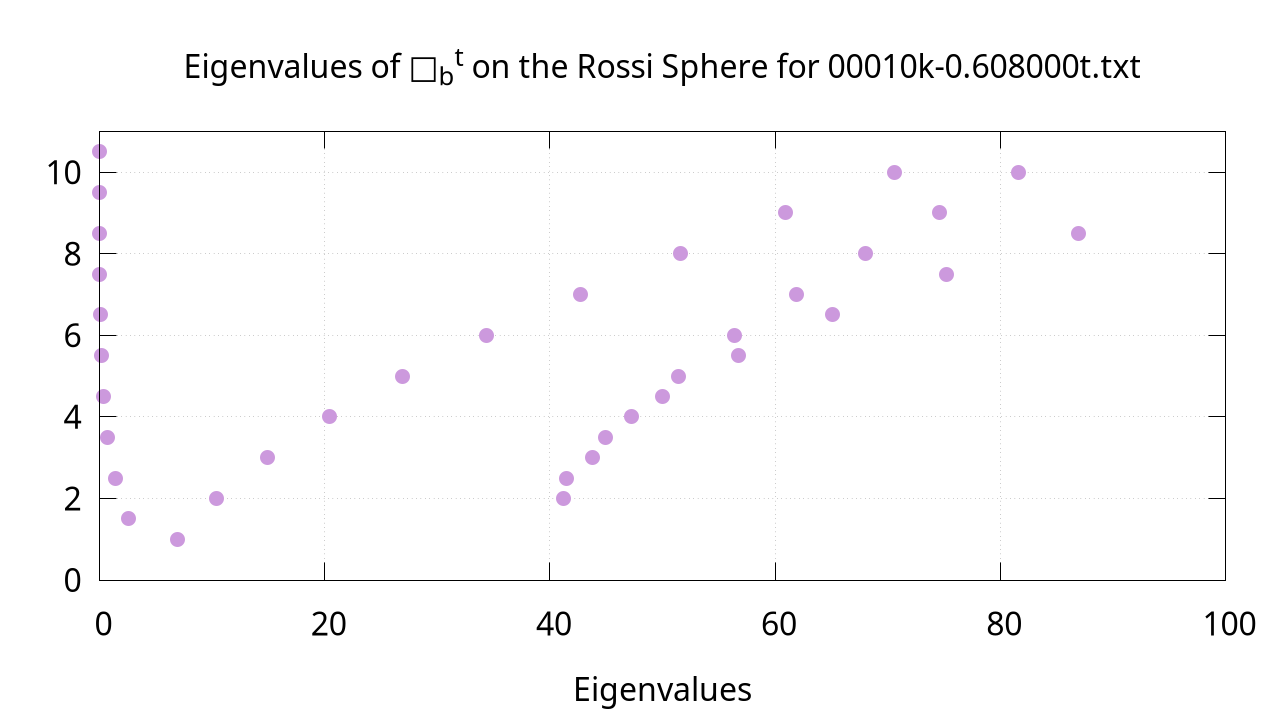 Eigenvalues of □b^t on the Rossi Sphere for 00010k-0.608000t.txt
10
8
6
4
2
0
0 20 40 60 80 100
Eigenvalues